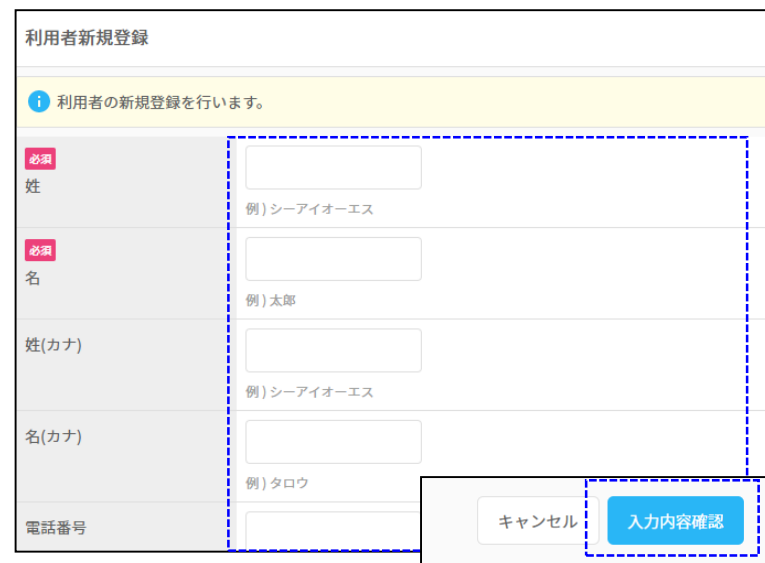 利用者新規登録
利用者の新規登録を行います。
必須
姓
例) シーアイオーエス
必須
名
例) 太郎
姓(カナ)
例) シーアイオーエス
名(カナ)
例) タロウ
電話番号
キャンセル
入力内容確認